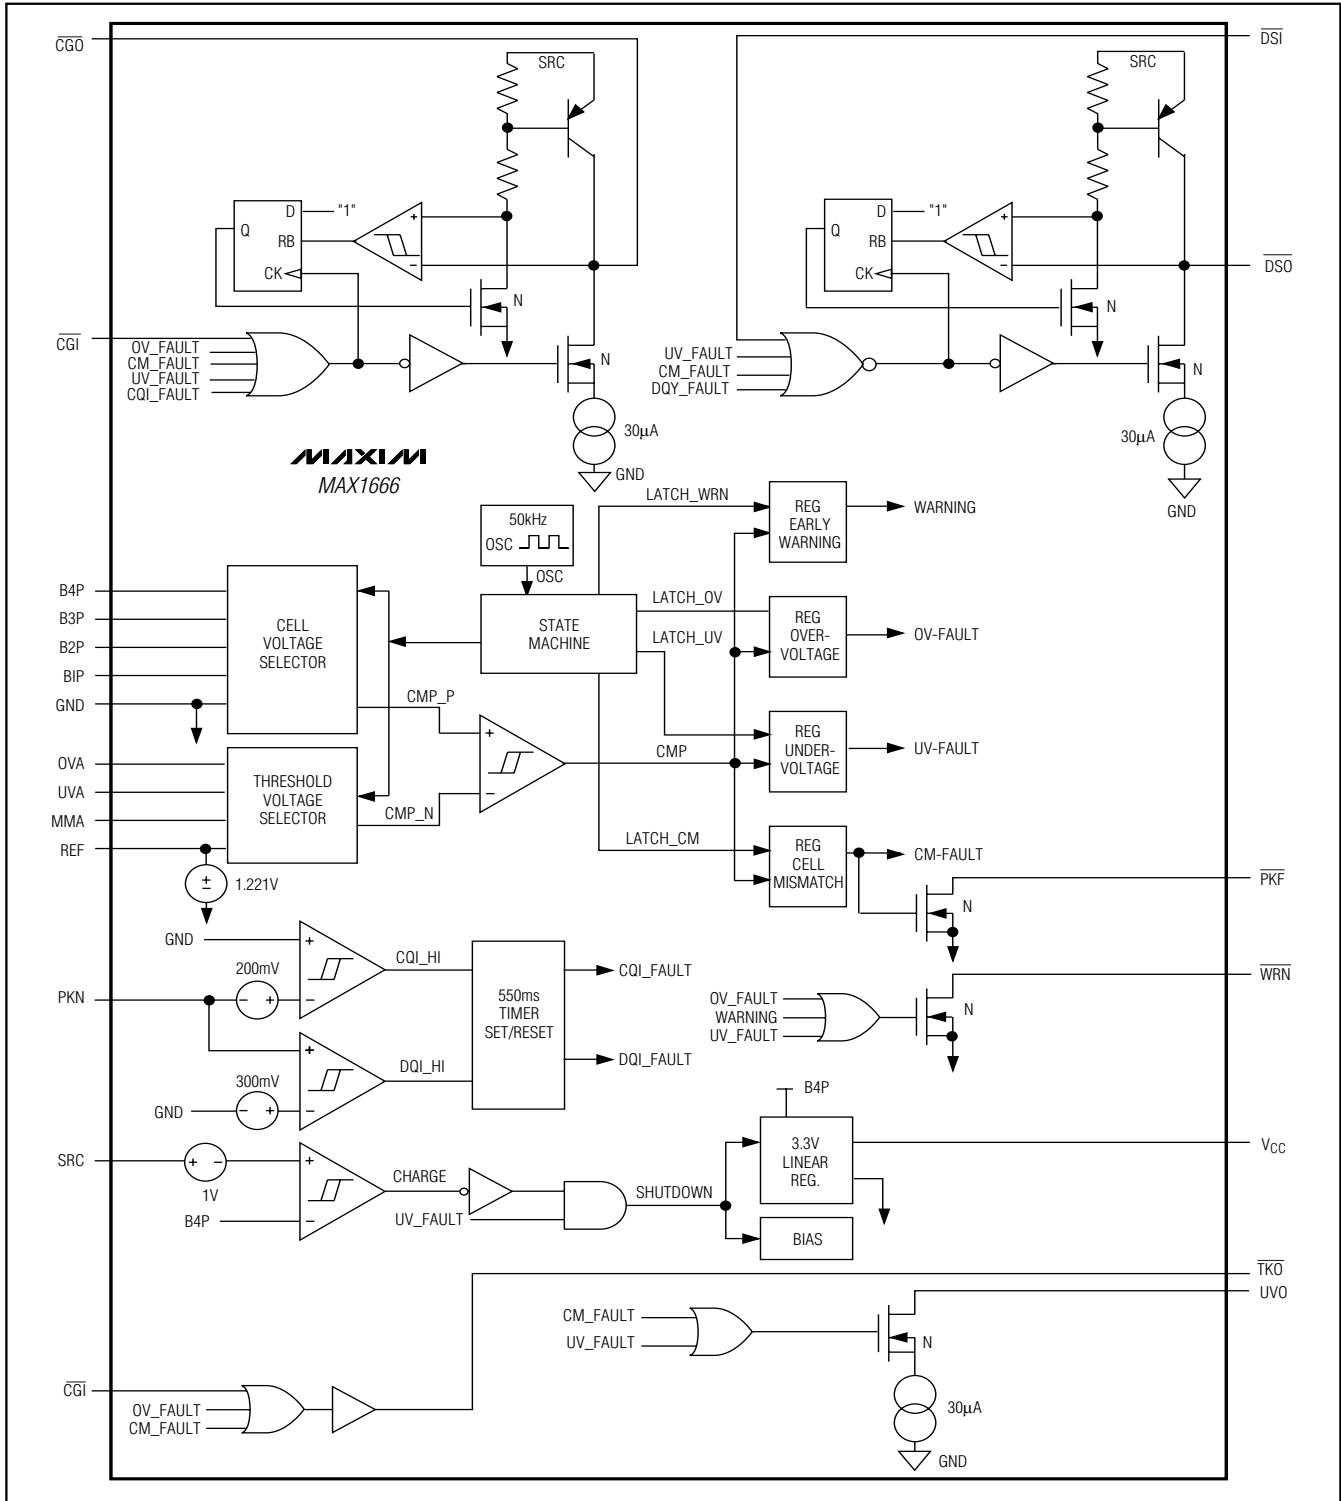 CGO
DSI
SRC
SRC
D
"1"
Q
RB
CK
+
−
N
D
"1"
Q
RB
CK
+
−
N
DSO
CGI
OV_FAULT
CM_FAULT
UV_FAULT
CQI_FAULT
N
30µA
GND
UV_FAULT
CM_FAULT
DQY_FAULT
N
30µA
GND
MAXIM
MAX1666
50kHz
OSC
OSC
LATCH_WRN
REG
EARLY
WARNING
WARNING
B4P
B3P
B2P
BIP
GND
CELL
VOLTAGE
SELECTOR
STATE
MACHINE
LATCH_OV
LATCH_UV
REG
OVER-
VOLTAGE
OV-FAULT
CMP_P
+
−
CMP
REG
UNDER-
VOLTAGE
UV-FAULT
OVA
UVA
MMA
REF
THRESHOLD
VOLTAGE
SELECTOR
CMP_N
LATCH_CM
REG
CELL
MISMATCH
CM-FAULT
PKF
N
+
−
1.221V
GND
+
−
CQI_HI
200mV
− +
PKN
550ms
TIMER
SET/RESET
CQI_FAULT
DQI_FAULT
WRN
OV_FAULT
WARNING
UV_FAULT
N
+
−
DQI_HI
300mV
GND
− +
SRC
+ −
1V
B4P
+
−
CHARGE
UV_FAULT
SHUTDOWN
B4P
3.3V
LINEAR
REG.
VCC
BIAS
TKO
UVO
CM_FAULT
UV_FAULT
N
30µA
GND
CGI
OV_FAULT
CM_FAULT